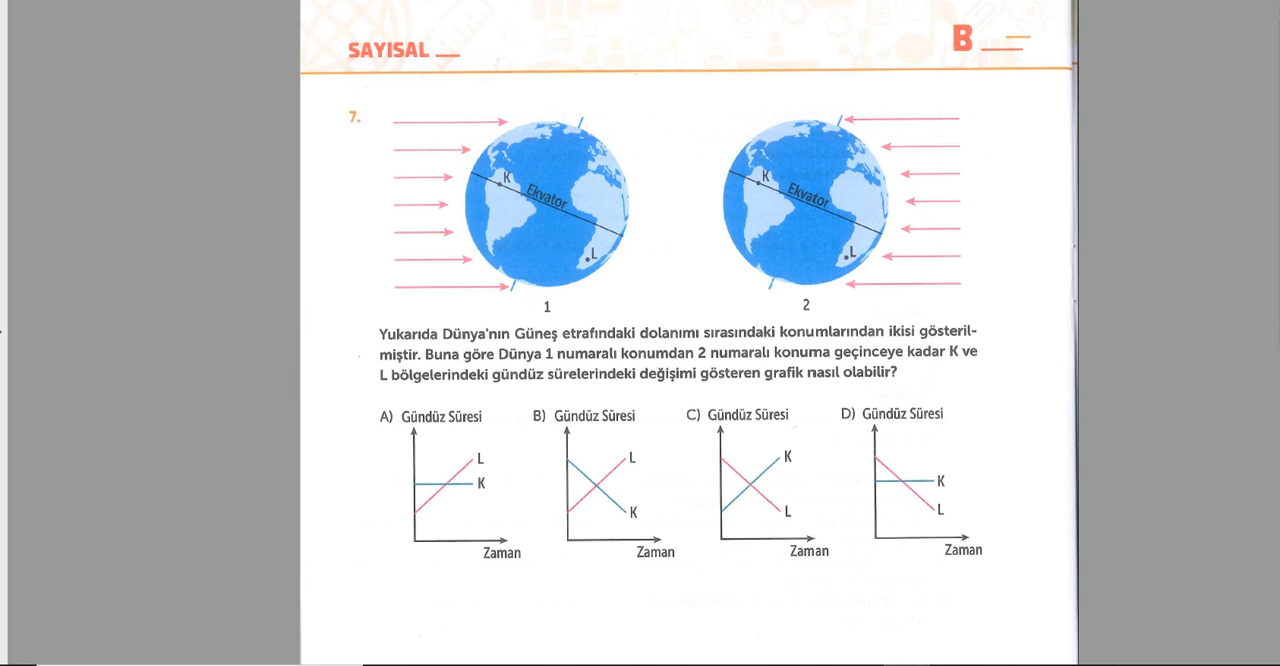 SAYISAL
B
7.
K
Ekvator
L
1
K
Ekvator
L
2
Yukarıda Dünya'nın Güneş etrafındaki dolanımı sırasındaki konumlarından ikisi gösteril-
miştir. Buna göre Dünya 1 numaralı konumdan 2 numaralı konuma geçinceye kadar K ve
L bölgelerindeki gündüz sürelerindeki değişimi gösteren grafik nasıl olabilir?
A) Gündüz Süresi
L
K
Zaman
B) Gündüz Süresi
L
K
Zaman
C) Gündüz Süresi
K
L
Zaman
D) Gündüz Süresi
K
L
Zaman